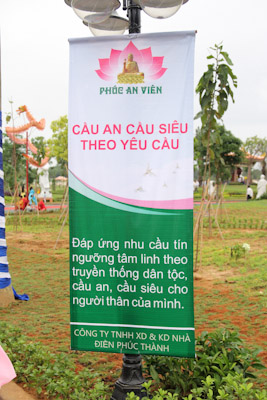 PHÚC AN VIÊN
CẦU AN CẦU SIÊU
THEO YÊU CẦU
Đáp ứng nhu cầu tín
ngưỡng tâm linh theo
truyền thống dân tộc,
cầu an, cầu siêu cho
người thân của mình.
CÔNG TY TNHH XD & KD NHÀ
ĐIỀN PHÚC THÀNH